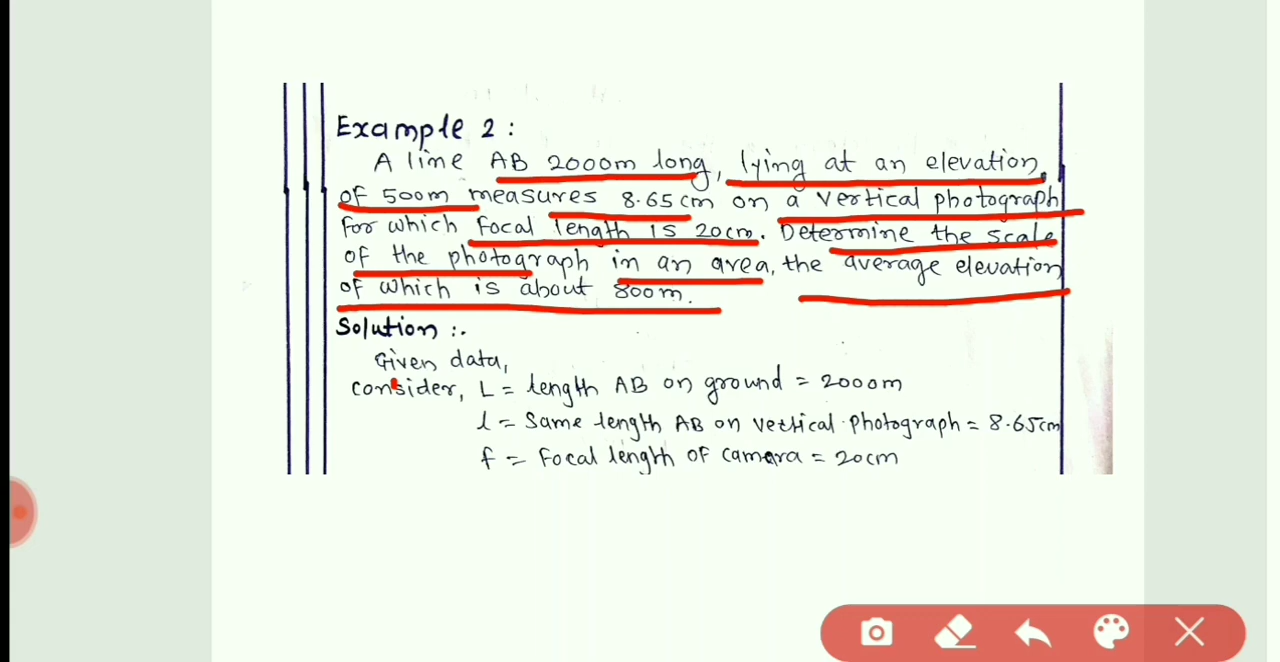 Example 2:
A line AB 2000m long, lying at an elevation
of 500m measures 8.65 cm on a vertical photograph
for which focal length is 20cm. Determine the scale
of the photograph in an area, the average elevation
of which is about 800m.
Solution :.
Given data,
consider, L = length AB on ground = 2000m
l = Same length AB on vertical photograph = 8.65cm
f = Focal length of camera = 20cm